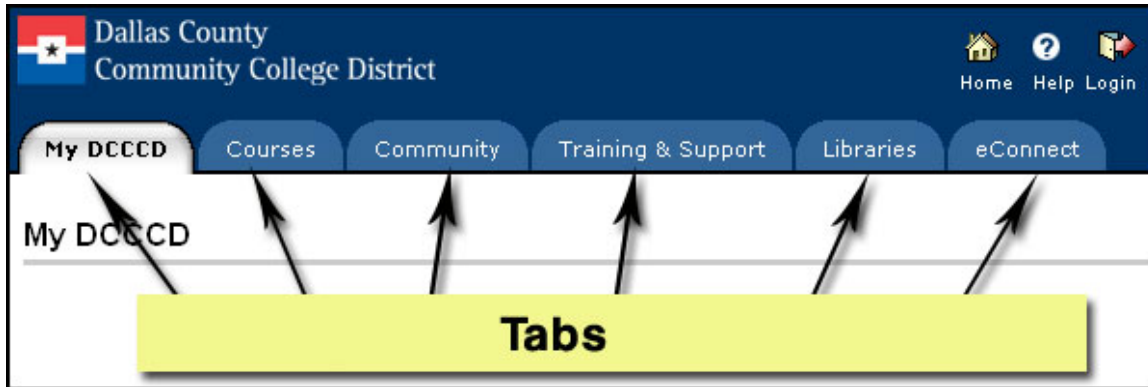 Dallas County
Community College District
Home Help Login
My DCCCD Courses Community Training & Support Libraries eConnect
My DCCCD
Tabs